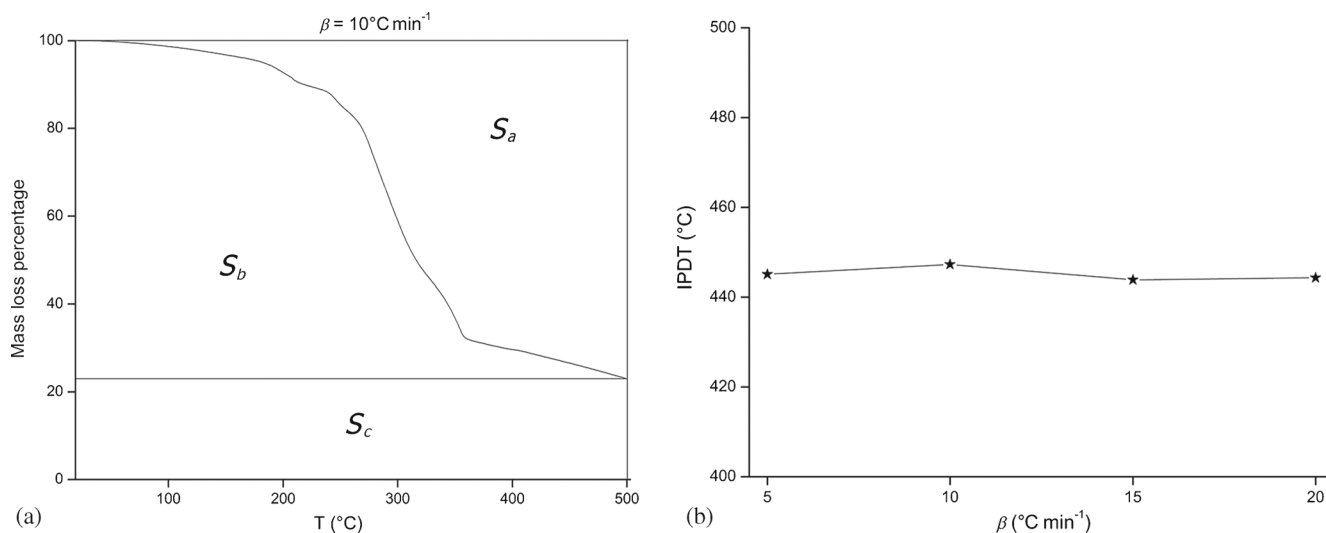 β = 10°C min-1
100
80
60
40
20
0
Mass loss percentage
Sa
Sb
Sc
100
200
300
400
500
T (°C)
(a)
500
480
460
440
420
400
IPDT (°C)
5
10
15
20
β (°C min-1)
(b)